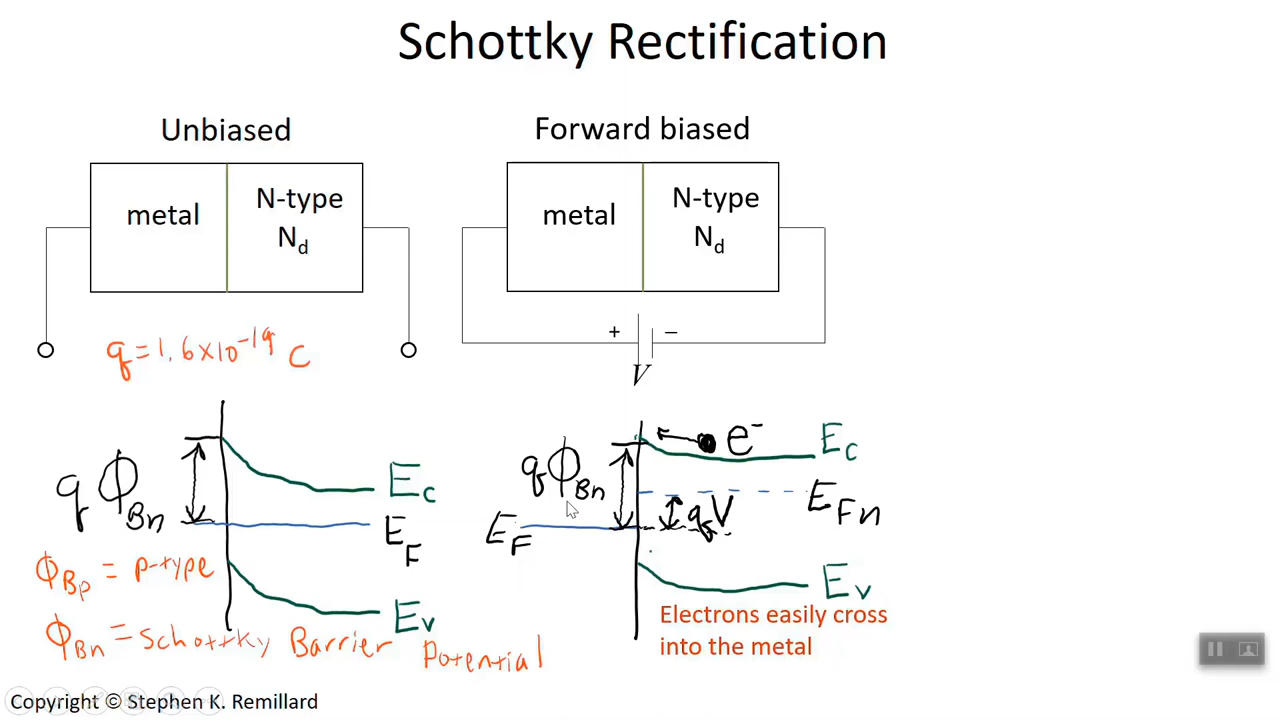 Schottky Rectification
Unbiased
metal
N-type
Nd
q = 1.6×10⁻¹⁹ C
qϕBn
Ec
EF
Ev
ϕBp = p-type
ϕBn = Schottky Barrier Potential
Forward biased
metal
N-type
Nd
+ −
V
e⁻
Ec
qϕBn
EFn
qV
EF
Ev
Electrons easily cross
into the metal
Copyright © Stephen K. Remillard